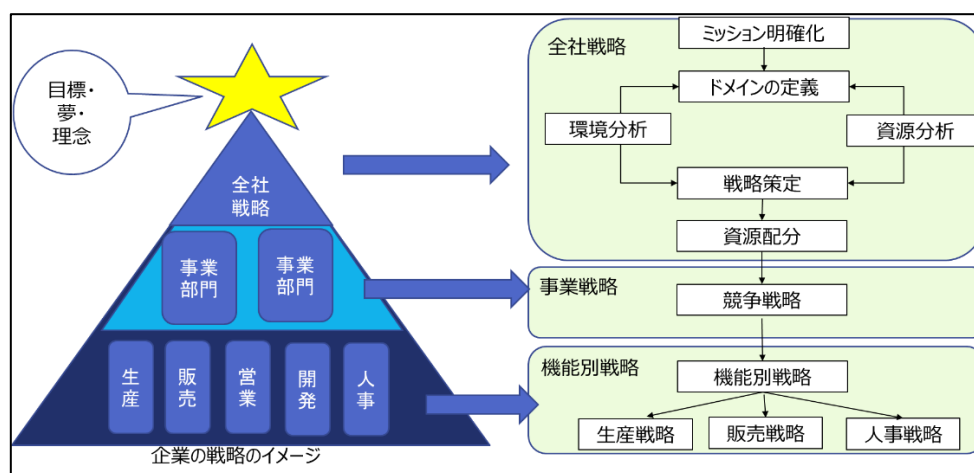 目標・
夢・
理念
全社
戦略
事業
部門
事業
部門
生産
販売
営業
開発
人事
企業の戦略のイメージ
全社戦略
ミッション明確化
ドメインの定義
環境分析
資源分析
戦略策定
資源配分
事業戦略
競争戦略
機能別戦略
機能別戦略
生産戦略
販売戦略
人事戦略